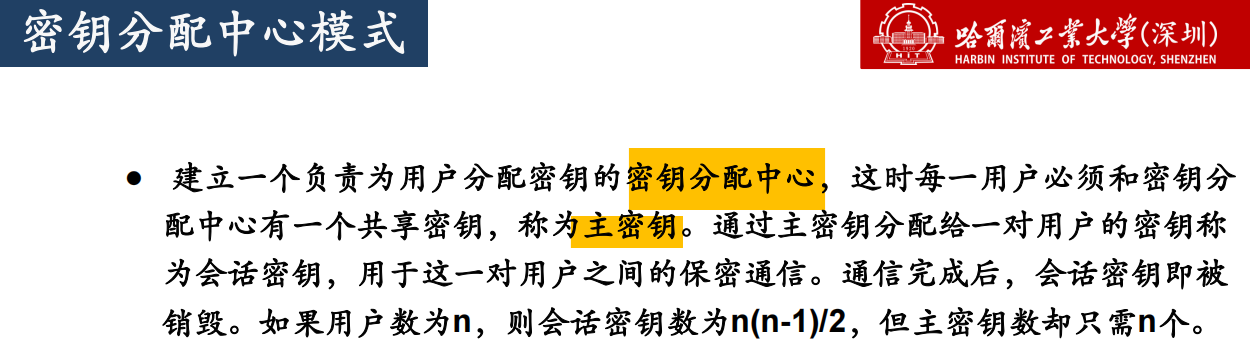 密钥分配中心模式
哈爾濱工業大學(深圳)
HARBIN INSTITUTE OF TECHNOLOGY, SHENZHEN
1920
HIT
● 建立一个负责为用户分配密钥的密钥分配中心，这时每一用户必须和密钥分
配中心有一个共享密钥，称为主密钥。通过主密钥分配给一对用户的密钥称
为会话密钥，用于这一对用户之间的保密通信。通信完成后，会话密钥即被
销毁。如果用户数为n，则会话密钥数为n(n-1)/2，但主密钥数却只需n个。